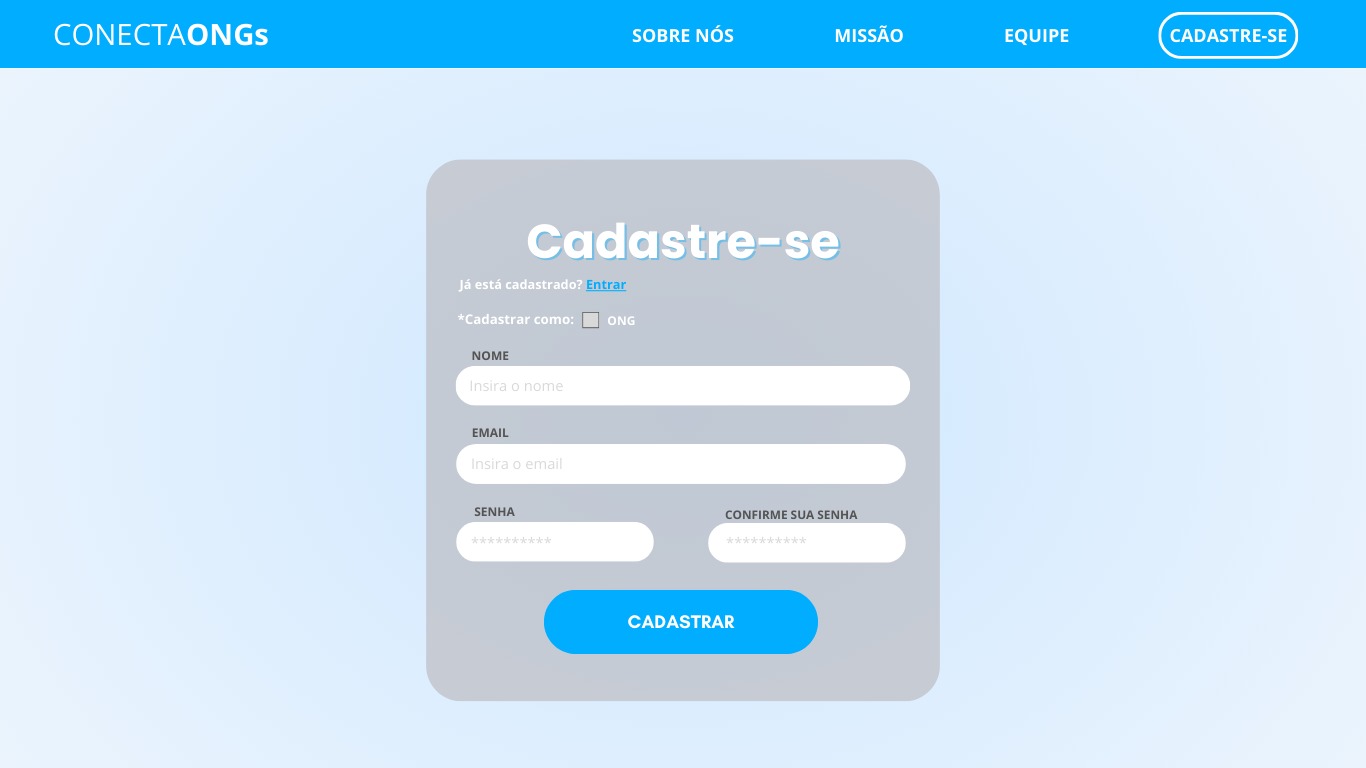 CONECTAONGs SOBRE NÓS MISSÃO EQUIPE CADASTRE-SE
Cadastre-se
Já está cadastrado? Entrar
*Cadastrar como: ONG
NOME
Insira o nome
EMAIL
Insira o email
SENHA CONFIRME SUA SENHA
********** **********
CADASTRAR